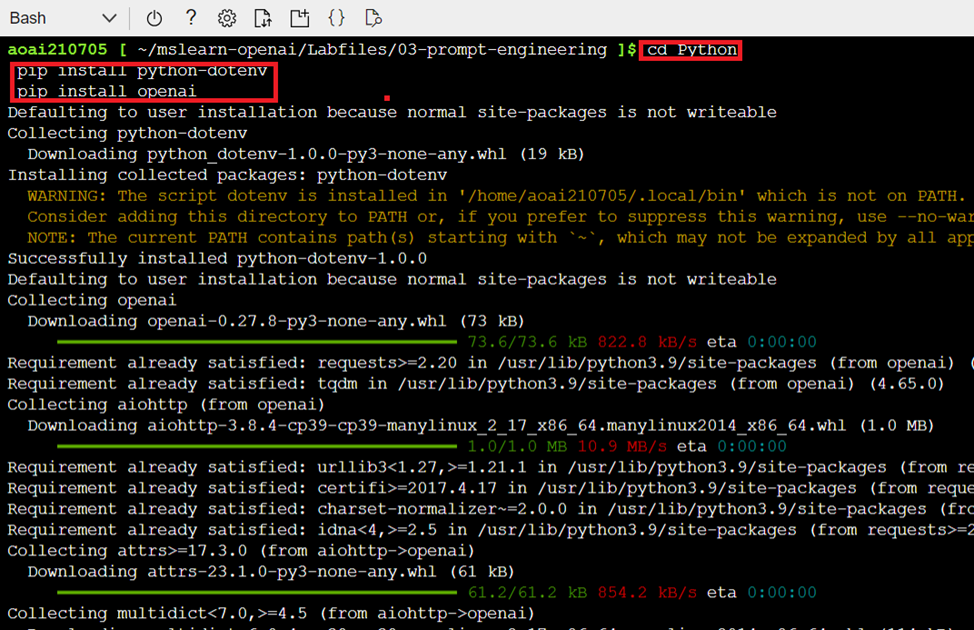 Bash
?
{}
aoai210705 [ ~/mslearn-openai/Labfiles/03-prompt-engineering ]$ cd Python
pip install python-dotenv
pip install openai
Defaulting to user installation because normal site-packages is not writeable
Collecting python-dotenv
Downloading python_dotenv-1.0.0-py3-none-any.whl (19 kB)
Installing collected packages: python-dotenv
WARNING: The script dotenv is installed in '/home/aoai210705/.local/bin' which is not on PATH.
Consider adding this directory to PATH or, if you prefer to suppress this warning, use --no-war
NOTE: The current PATH contains path(s) starting with `~`, which may not be expanded by all app
Successfully installed python-dotenv-1.0.0
Defaulting to user installation because normal site-packages is not writeable
Collecting openai
Downloading openai-0.27.8-py3-none-any.whl (73 kB)
73.6/73.6 kB 822.8 kB/s eta 0:00:00
Requirement already satisfied: requests>=2.20 in /usr/lib/python3.9/site-packages (from openai) (
Requirement already satisfied: tqdm in /usr/lib/python3.9/site-packages (from openai) (4.65.0)
Collecting aiohttp (from openai)
Downloading aiohttp-3.8.4-cp39-cp39-manylinux_2_17_x86_64.manylinux2014_x86_64.whl (1.0 MB)
1.0/1.0 MB 10.9 MB/s eta 0:00:00
Requirement already satisfied: urllib3<1.27,>=1.21.1 in /usr/lib/python3.9/site-packages (from re
Requirement already satisfied: certifi>=2017.4.17 in /usr/lib/python3.9/site-packages (from reque
Requirement already satisfied: charset-normalizer~=2.0.0 in /usr/lib/python3.9/site-packages (fro
Requirement already satisfied: idna<4,>=2.5 in /usr/lib/python3.9/site-packages (from requests>=2
Collecting attrs>=17.3.0 (from aiohttp->openai)
Downloading attrs-23.1.0-py3-none-any.whl (61 kB)
61.2/61.2 kB 854.2 kB/s eta 0:00:00
Collecting multidict<7.0,>=4.5 (from aiohttp->openai)